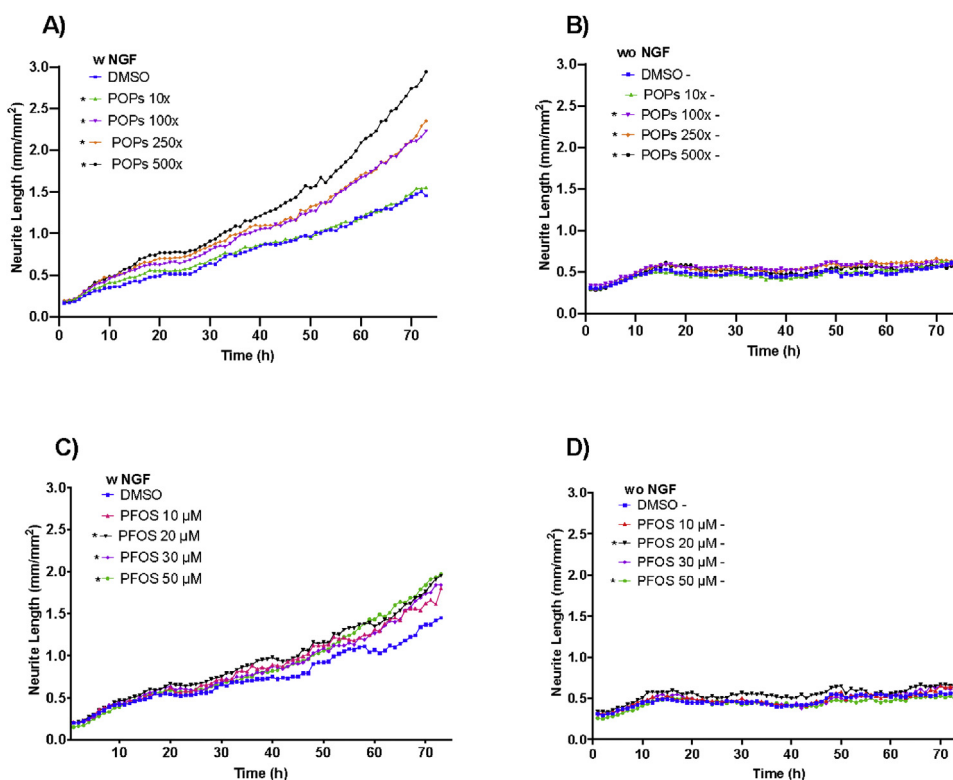 A)
w NGF
DMSO
* POPs 10x
* POPs 100x
* POPs 250x
* POPs 500x
Neurite Length (mm/mm²)
3.0
2.5
2.0
1.5
1.0
0.5
0.0
0 10 20 30 40 50 60 70
Time (h)
B)
wo NGF
DMSO -
POPs 10x -
* POPs 100x -
* POPs 250x -
* POPs 500x -
Neurite Length (mm/mm²)
3.0
2.5
2.0
1.5
1.0
0.5
0.0
0 10 20 30 40 50 60 70
Time (h)
C)
w NGF
DMSO
PFOS 10 µM
* PFOS 20 µM
* PFOS 30 µM
* PFOS 50 µM
Neurite Length (mm/mm²)
3.0
2.5
2.0
1.5
1.0
0.5
0.0
10 20 30 40 50 60 70
Time (h)
D)
wo NGF
DMSO -
PFOS 10 µM -
* PFOS 20 µM -
PFOS 30 µM -
* PFOS 50 µM -
Neurite Length (mm/mm²)
3.0
2.5
2.0
1.5
1.0
0.5
0.0
0 10 20 30 40 50 60 70
Time (h)